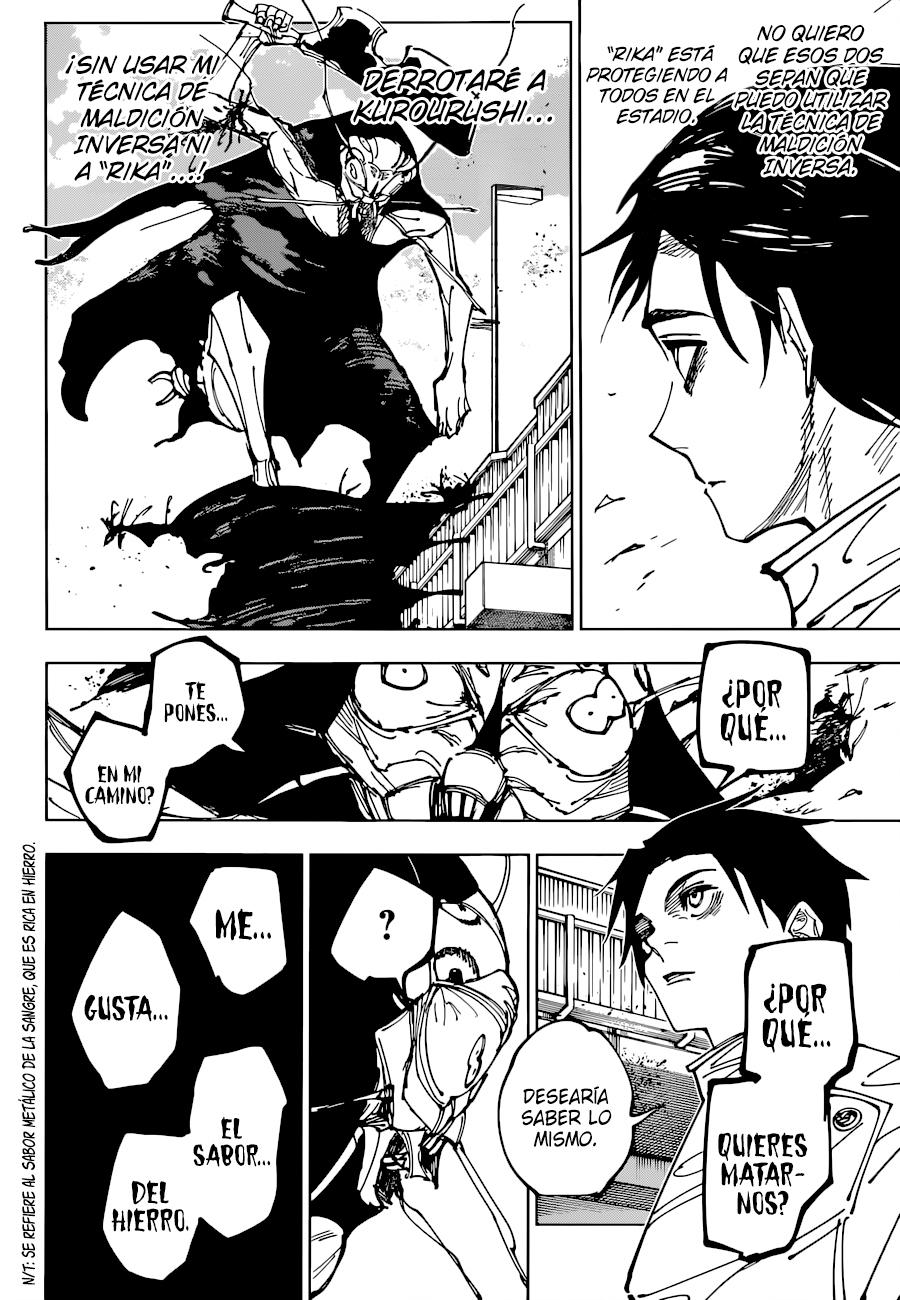 NO QUIERO
QUE ESOS DOS
SEPAN QUE
PUEDO UTILIZAR
LA TÉCNICA DE
MALDICIÓN
INVERSA.
"RIKA" ESTÁ
PROTEGIENDO A
TODOS EN EL
ESTADIO.
DERROTARÉ A
KUROURUSHI...
¡SIN USAR MI
TÉCNICA DE
MALDICIÓN
INVERSA NI
A "RIKA"...!!
¿POR
QUÉ...
TE
PONES...
EN MI
CAMINO?
¿POR
QUÉ...
QUIERES
MATAR-
NOS?
DESEARÍA
SABER LO
MISMO.
?
ME...
GUSTA...
EL
SABOR...
DEL
HIERRO.
N/T: SE REFIERE AL SABOR METÁLICO DE LA SANGRE, QUE ES RICA EN HIERRO.